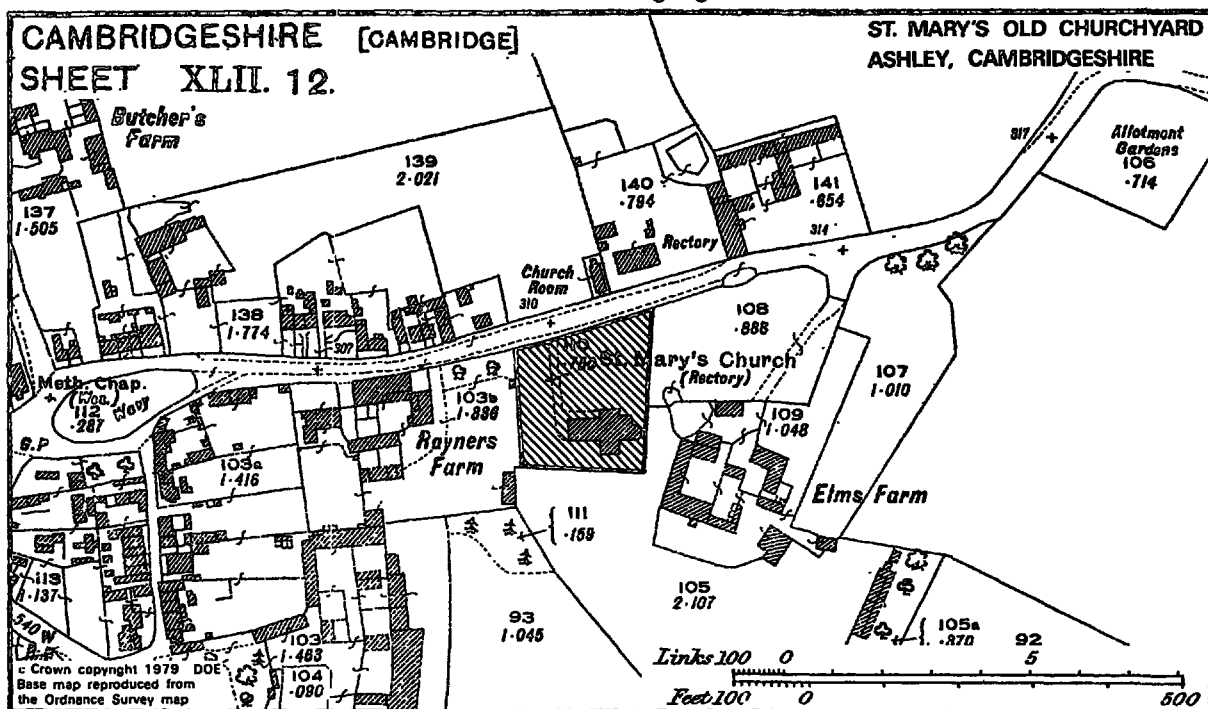 CAMBRIDGESHIRE [CAMBRIDGE]
SHEET XLII. 12.
ST. MARY'S OLD CHURCHYARD
ASHLEY, CAMBRIDGESHIRE
Butcher's
Farm
137
1·505
139
2·021
140
·794
Rectory
141
·654
314
317
Allotment
Gardens
106
·714
Church
Room
310
138
1·774
307
108
·888
St. Mary's Church
(Rectory)
107
1·010
Meth. Chap.
112
·287
G.P
103a
1·416
103b
1·836
Rayners
Farm
109
1·048
Elms Farm
111
·159
113
1·137
540
W
93
1·045
105
2·107
105a
·870
92
103
1·463
104
·090
c Crown copyright 1979 DOE
Base map reproduced from
the Ordnance Survey map
Links 100 0 5
Feet 100 0 500